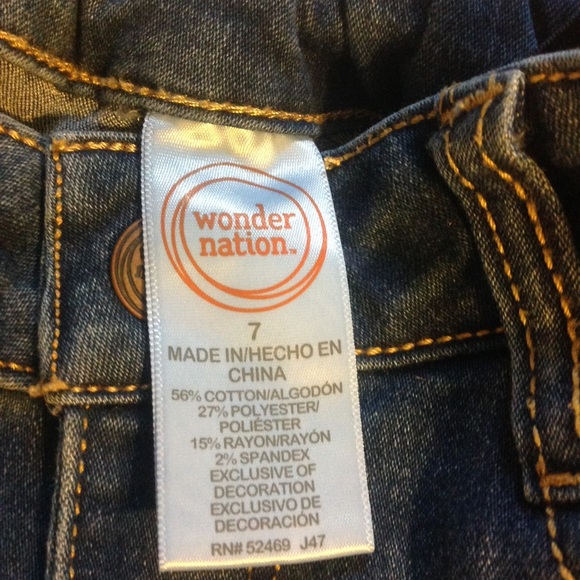 wonder
nation™
7
MADE IN/HECHO EN
CHINA
56% COTTON/ALGODÓN
27% POLYESTER/
POLIÉSTER
15% RAYON/RAYÓN
2% SPANDEX
EXCLUSIVE OF
DECORATION
EXCLUSIVO DE
DECORACIÓN
RN# 52469 J47